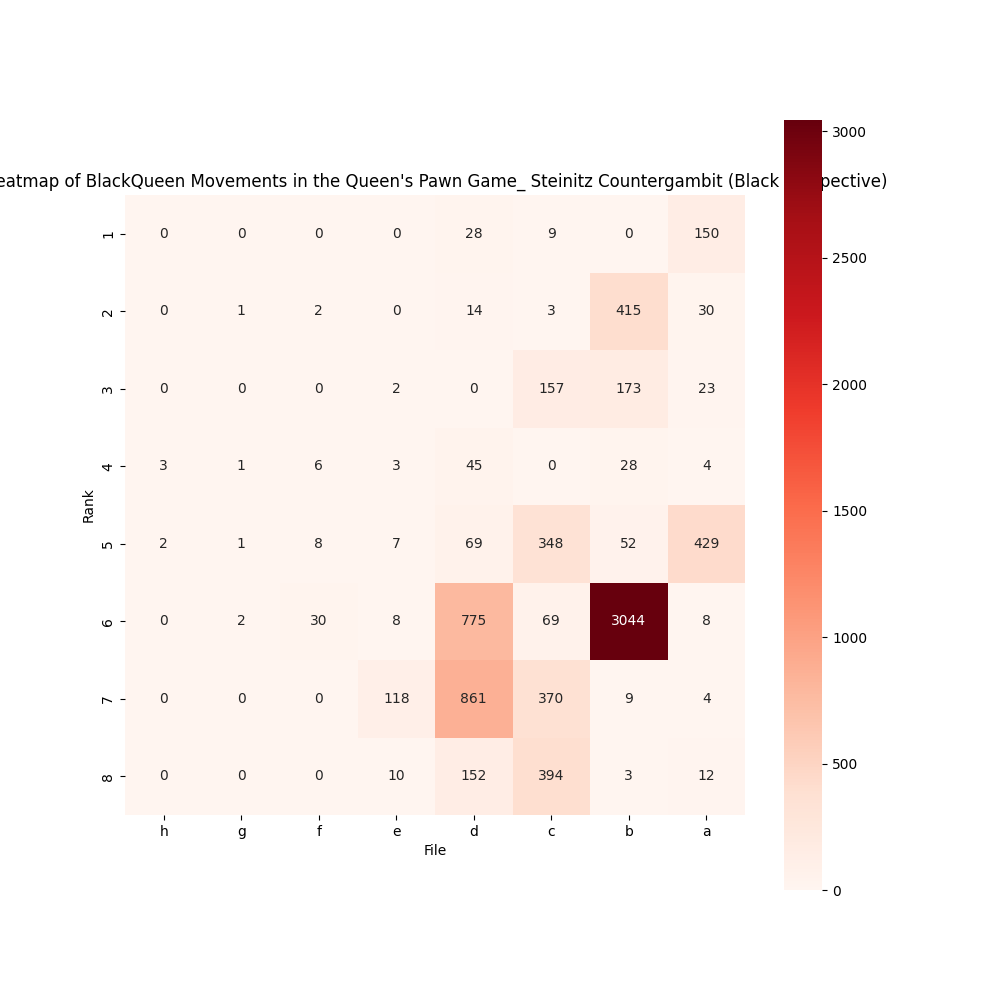 eatmap of BlackQueen Movements in the Queen's Pawn Game_ Steinitz Countergambit (Black spective)
3000
2500
2000
1500
1000
500
0
Rank
1 0 0 0 0 28 9 0 150
2 0 1 2 0 14 3 415 30
3 0 0 0 2 0 157 173 23
4 3 1 6 3 45 0 28 4
5 2 1 8 7 69 348 52 429
6 0 2 30 8 775 69 3044 8
7 0 0 0 118 861 370 9 4
8 0 0 0 10 152 394 3 12
h g f e d c b a
File